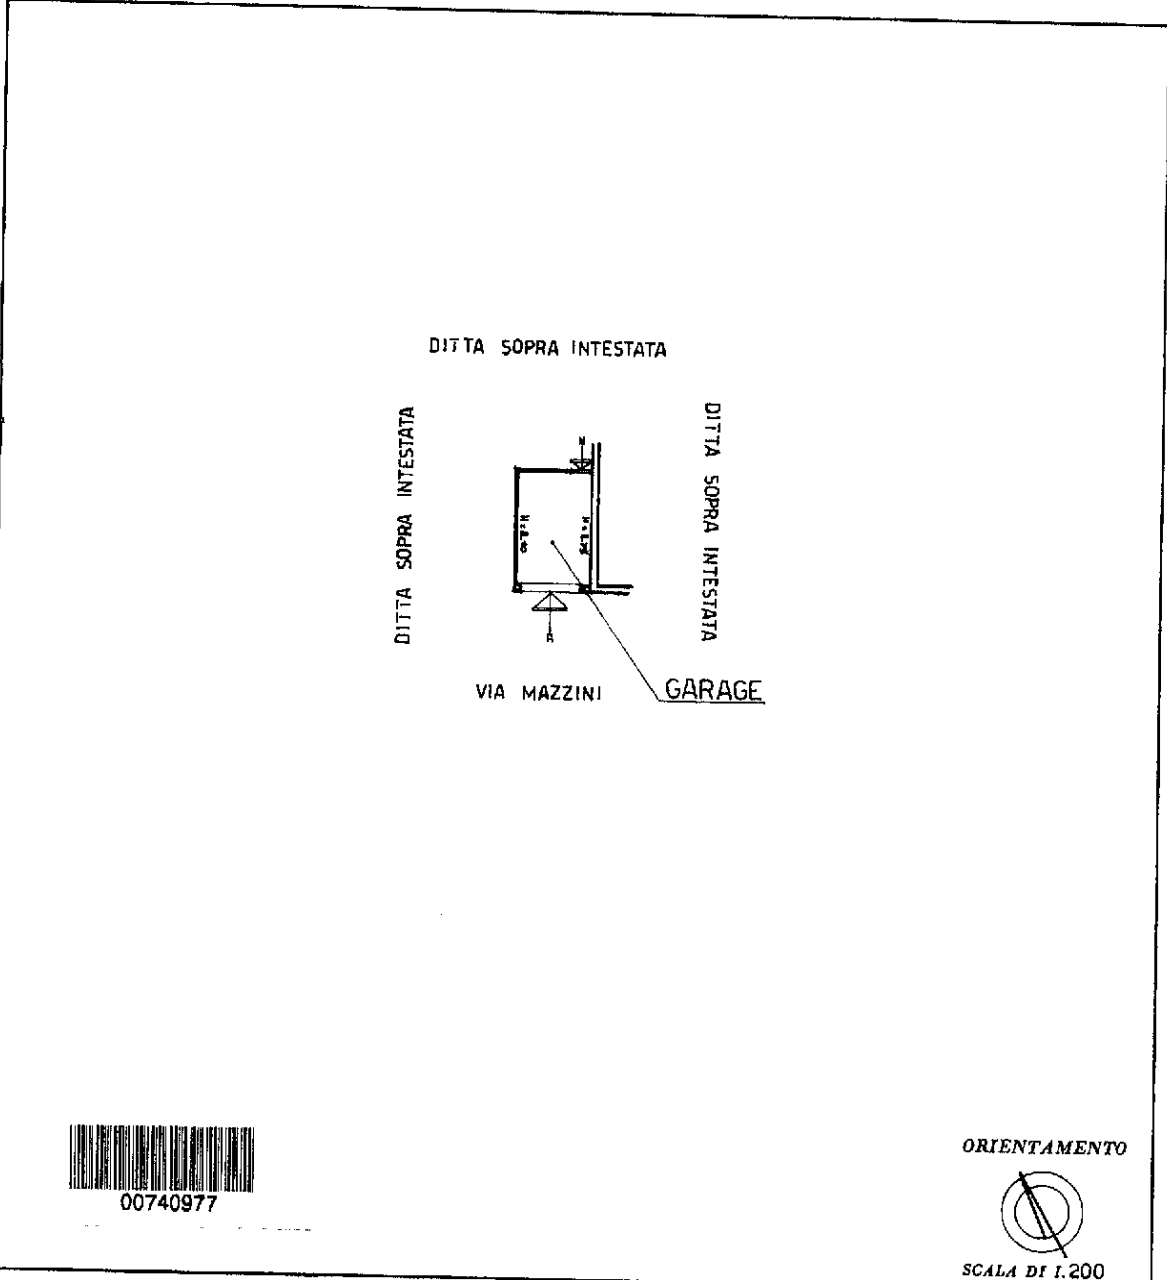 DITTA SOPRA INTESTATA
DITTA SOPRA INTESTATA
DITTA SOPRA INTESTATA
VIA MAZZINI
GARAGE
00740977
ORIENTAMENTO
SCALA DI 1.200